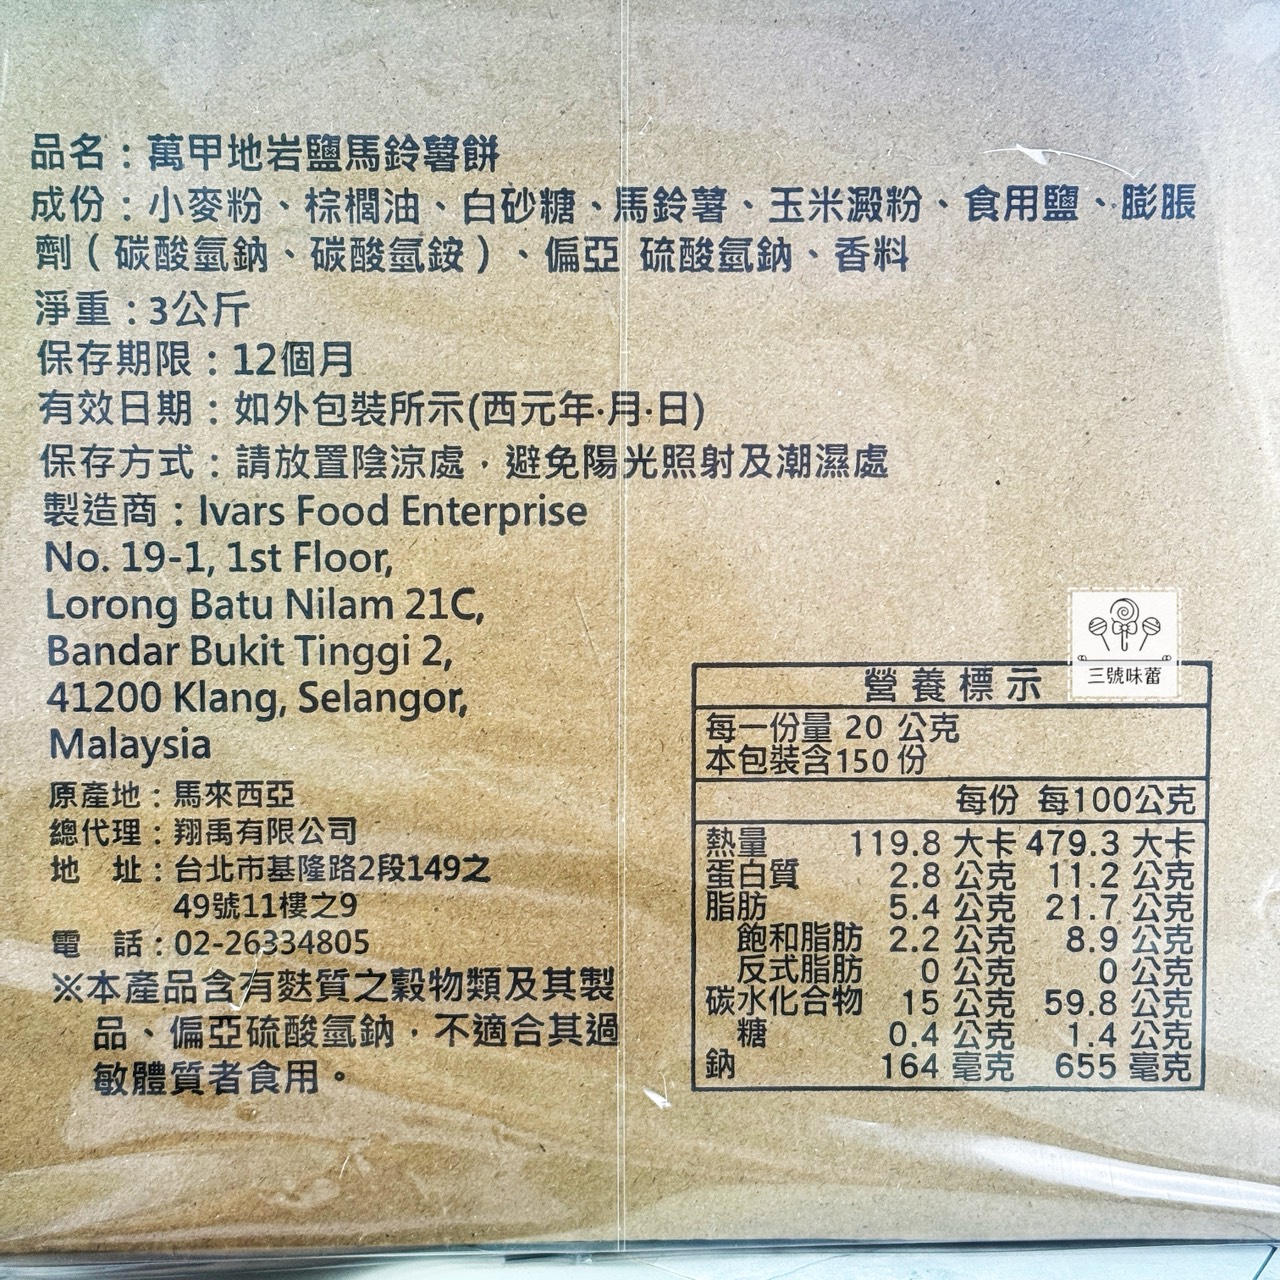 品名：萬甲地岩鹽馬鈴薯餅
成份：小麥粉、棕櫚油、白�and糖、馬鈴薯、玉米澱粉、食用鹽、膨脹
劑（碳酸氫鈉、碳酸氫銨）、偏亞 硫酸氫鈉、香料
淨重：3公斤
保存期限：12個月
有效日期：如外包裝所示(西元年·月·日)
保存方式：請放置陰涼處，避免陽光照射及潮濕處
製造商：Ivars Food Enterprise
No. 19-1, 1st Floor,
Lorong Batu Nilam 21C,
Bandar Bukit Tinggi 2,
41200 Klang, Selangor,
Malaysia
原產地：馬來西亞
總代理：翔禹有限公司
地　址：台北市基隆路2段149之
49號11樓之9
電　話：02-26334805
※本產品含有麩質之穀物類及其製
品、偏亞硫酸氫鈉，不適合其過
敏體質者食用。
三號味蕾
營養標示
每一份量 20 公克
本包裝含150份
每份 每100公克
熱量 119.8 大卡 479.3 大卡
蛋白質 2.8 公克 11.2 公克
脂肪 5.4 公克 21.7 公克
飽和脂肪 2.2 公克 8.9 公克
反式脂肪 0 公克 0 公克
碳水化合物 15 公克 59.8 公克
糖 0.4 公克 1.4 公克
鈉 164 毫克 655 毫克